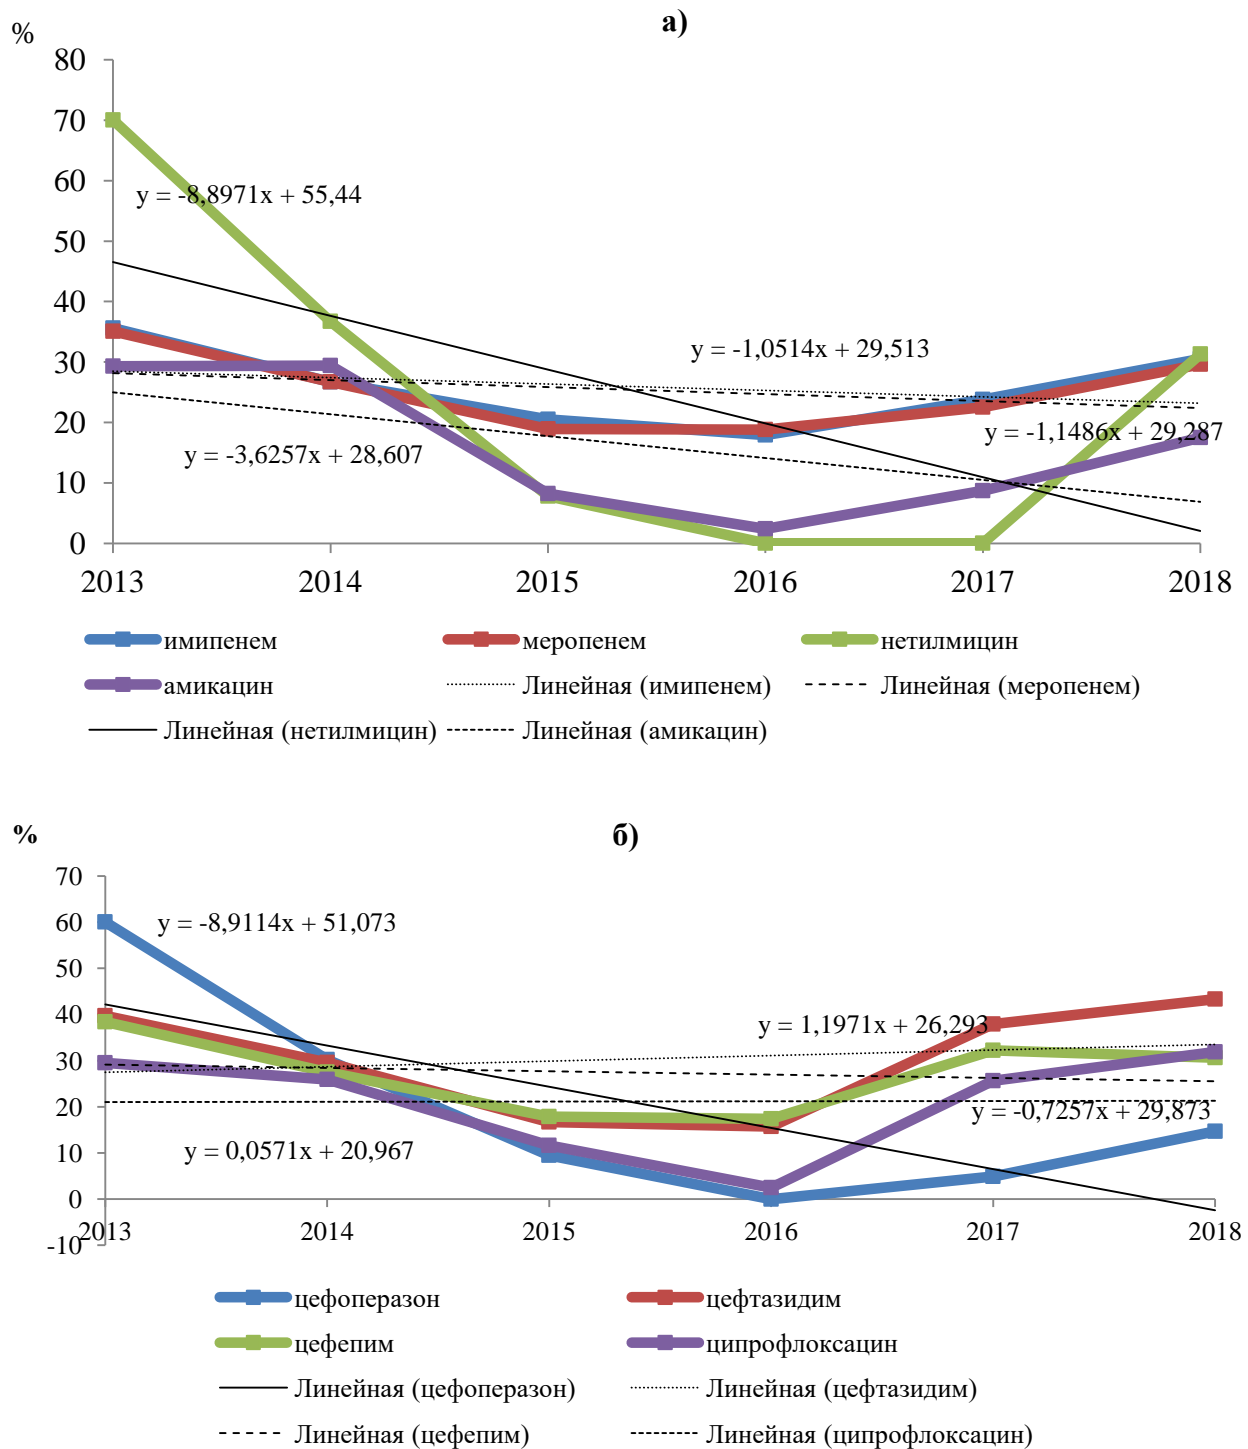 а)
%
80
70
60
50
40
30
20
10
0
y = -8,8971x + 55,44
y = -1,0514x + 29,513
y = -3,6257x + 28,607
y = -1,1486x + 29,287
2013 2014 2015 2016 2017 2018
имипенем меропенем нетилмицин
амикацин Линейная (имипенем) Линейная (меропенем)
Линейная (нетилмицин) Линейная (амикацин)
%
б)
70
60
50
40
30
20
10
0
-10
y = -8,9114x + 51,073
y = 1,1971x + 26,293
y = 0,0571x + 20,967
y = -0,7257x + 29,873
2013 2014 2015 2016 2017 2018
цефоперазон цефтазидим
цефепим ципрофлоксацин
Линейная (цефоперазон) Линейная (цефтазидим)
Линейная (цефепим) Линейная (ципрофлоксацин)